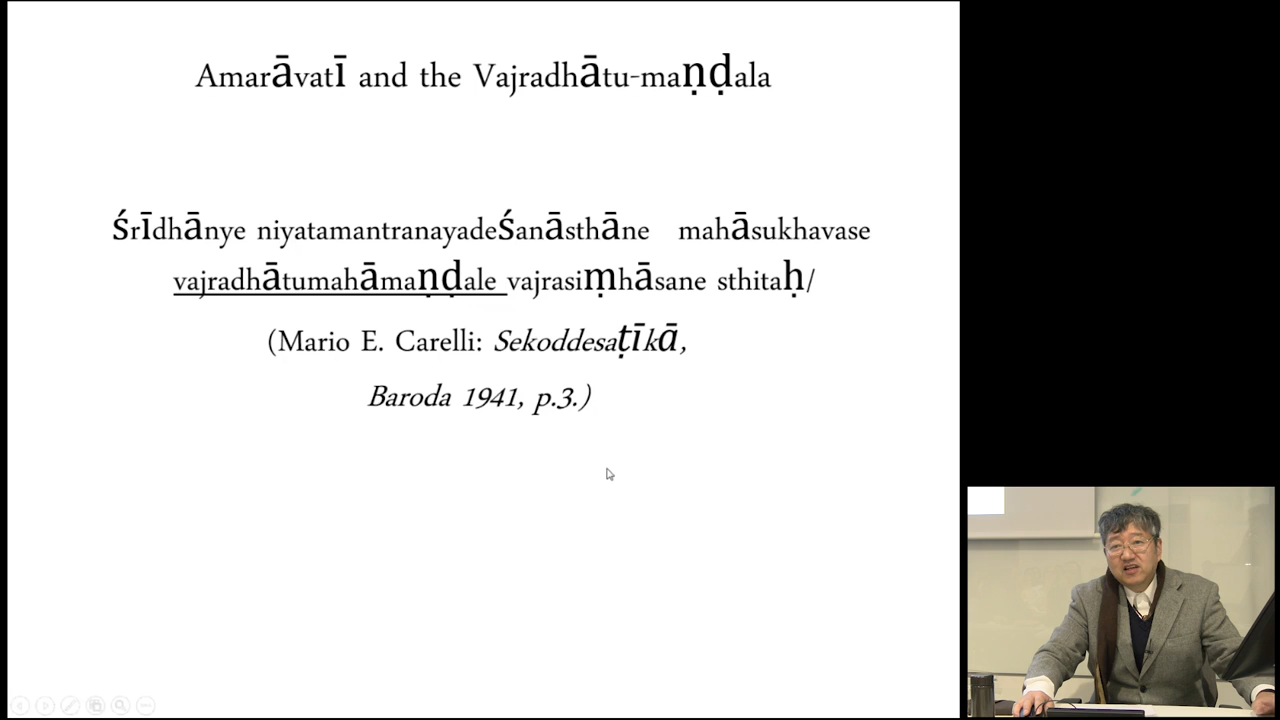 Amarāvatī and the Vajradhātu-maṇḍala
śrīdhānye niyatamantranayadeśanāsthāne mahāsukhavase
vajradhātumahāmaṇḍale vajrasiṃhāsane sthitaḥ/
(Mario E. Carelli: Sekoddesaṭīkā,
Baroda 1941, p.3.)